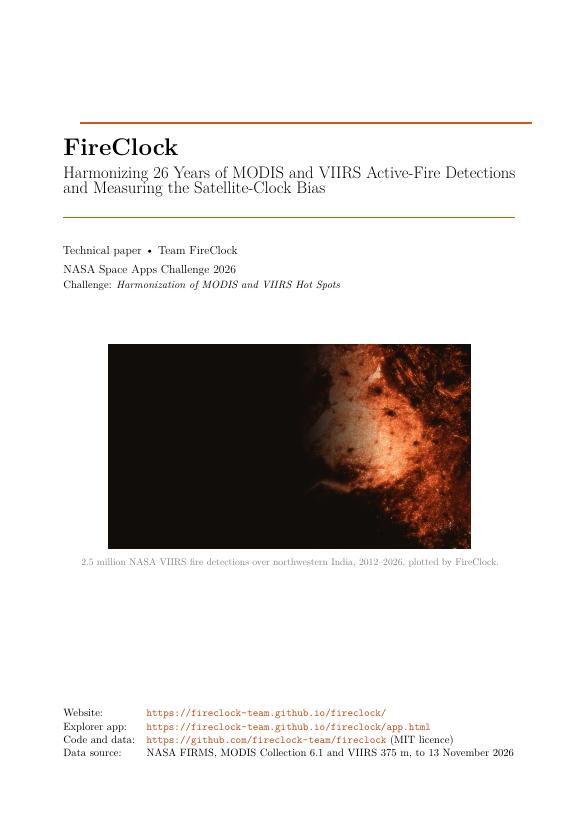 FireClock
Harmonizing 26 Years of MODIS and VIIRS Active-Fire Detections
and Measuring the Satellite-Clock Bias
Technical paper • Team FireClock
NASA Space Apps Challenge 2026
Challenge: Harmonization of MODIS and VIIRS Hot Spots
2.5 million NASA VIIRS fire detections over northwestern India, 2012–2026, plotted by FireClock.
Website: https://fireclock-team.github.io/fireclock/
Explorer app: https://fireclock-team.github.io/fireclock/app.html
Code and data: https://github.com/fireclock-team/fireclock (MIT licence)
Data source: NASA FIRMS, MODIS Collection 6.1 and VIIRS 375 m, to 13 November 2026